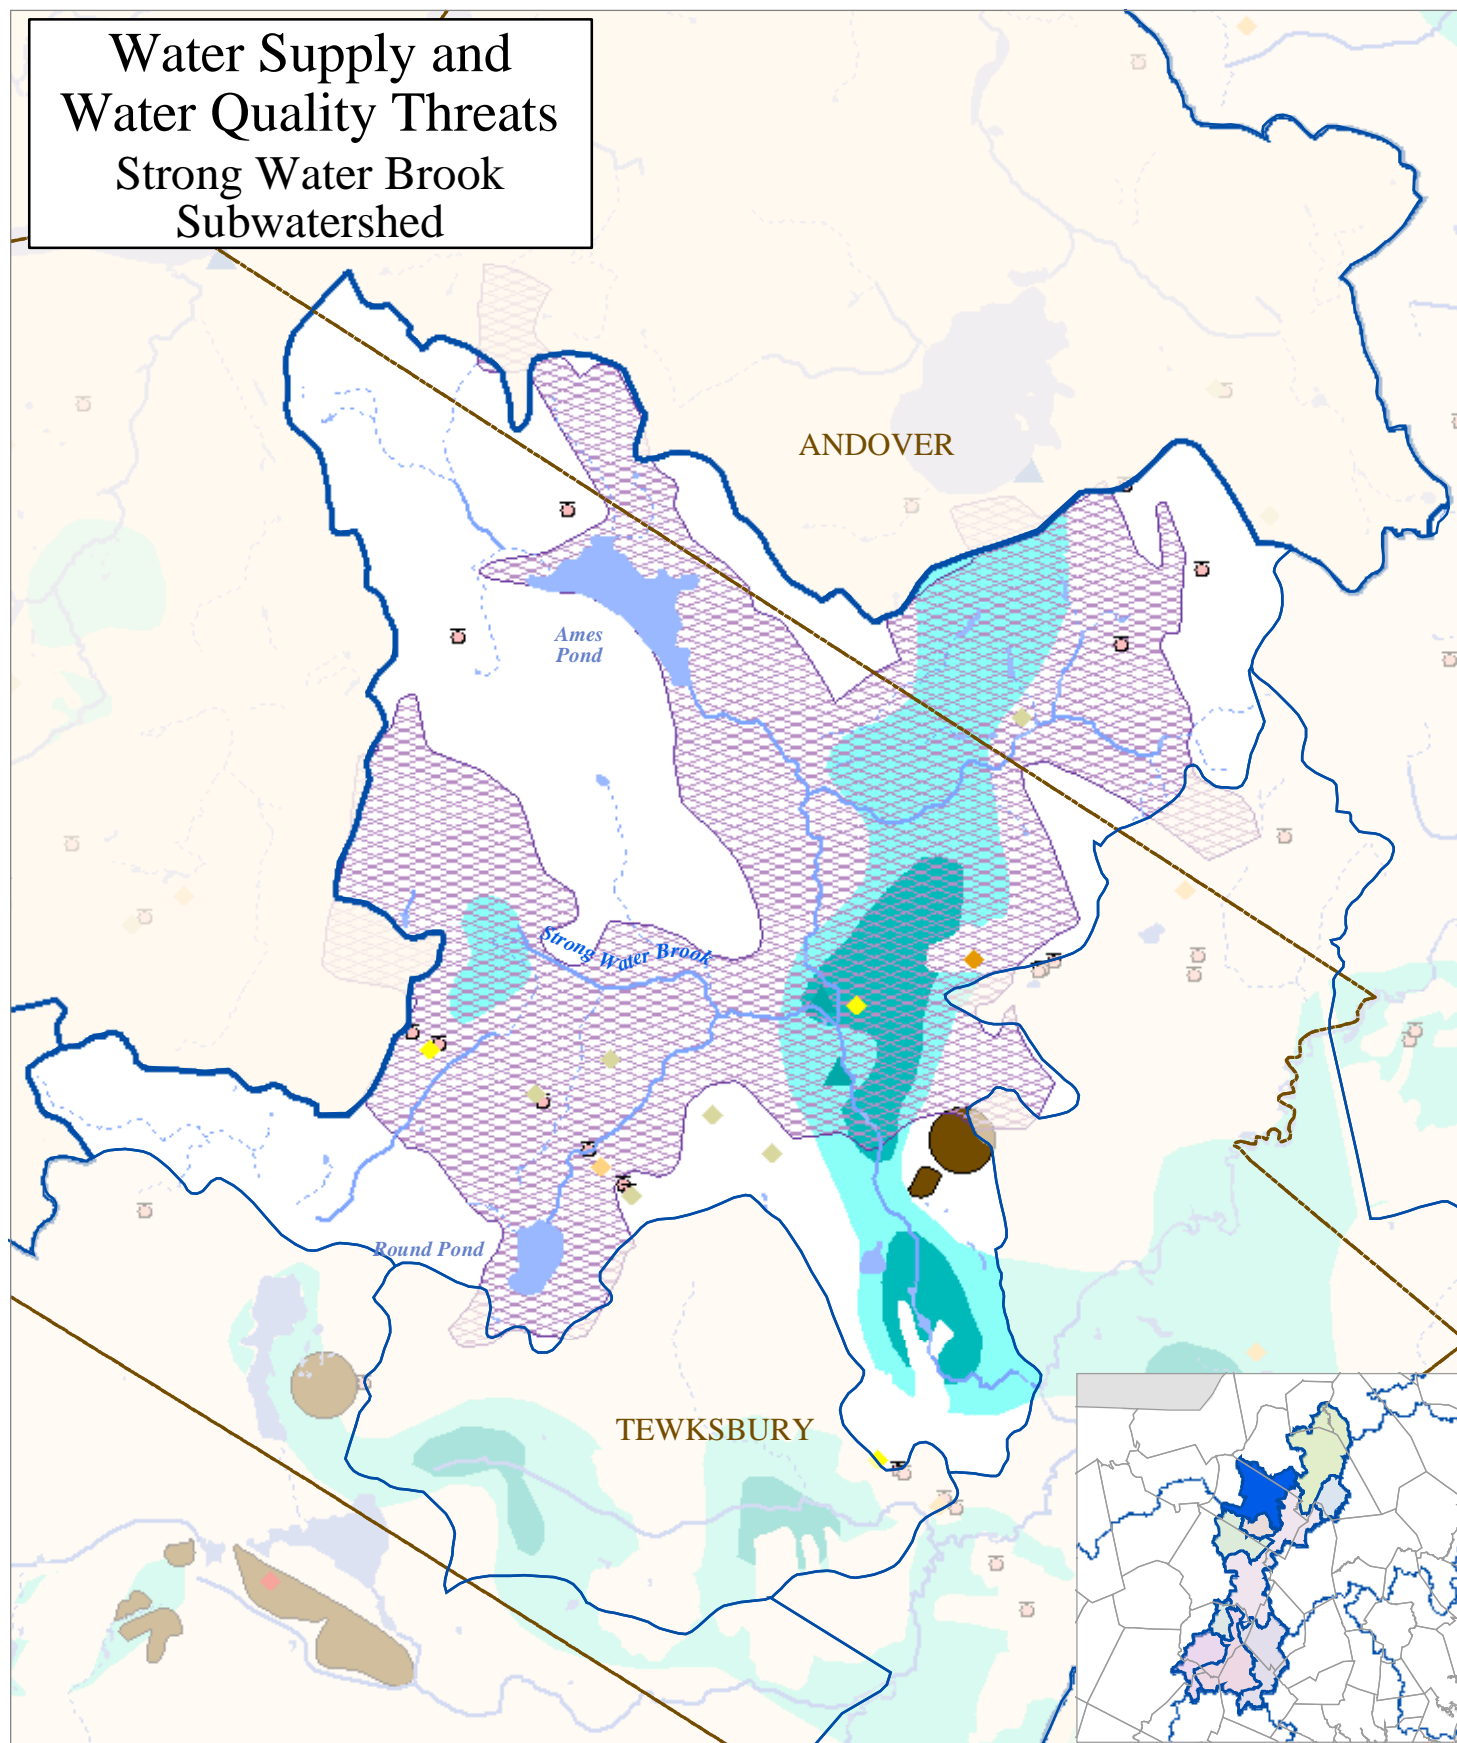 Water Supply and
Water Quality Threats
Strong Water Brook
Subwatershed
ANDOVER
Ames
Pond
Strong Water Brook
Round Pond
TEWKSBURY